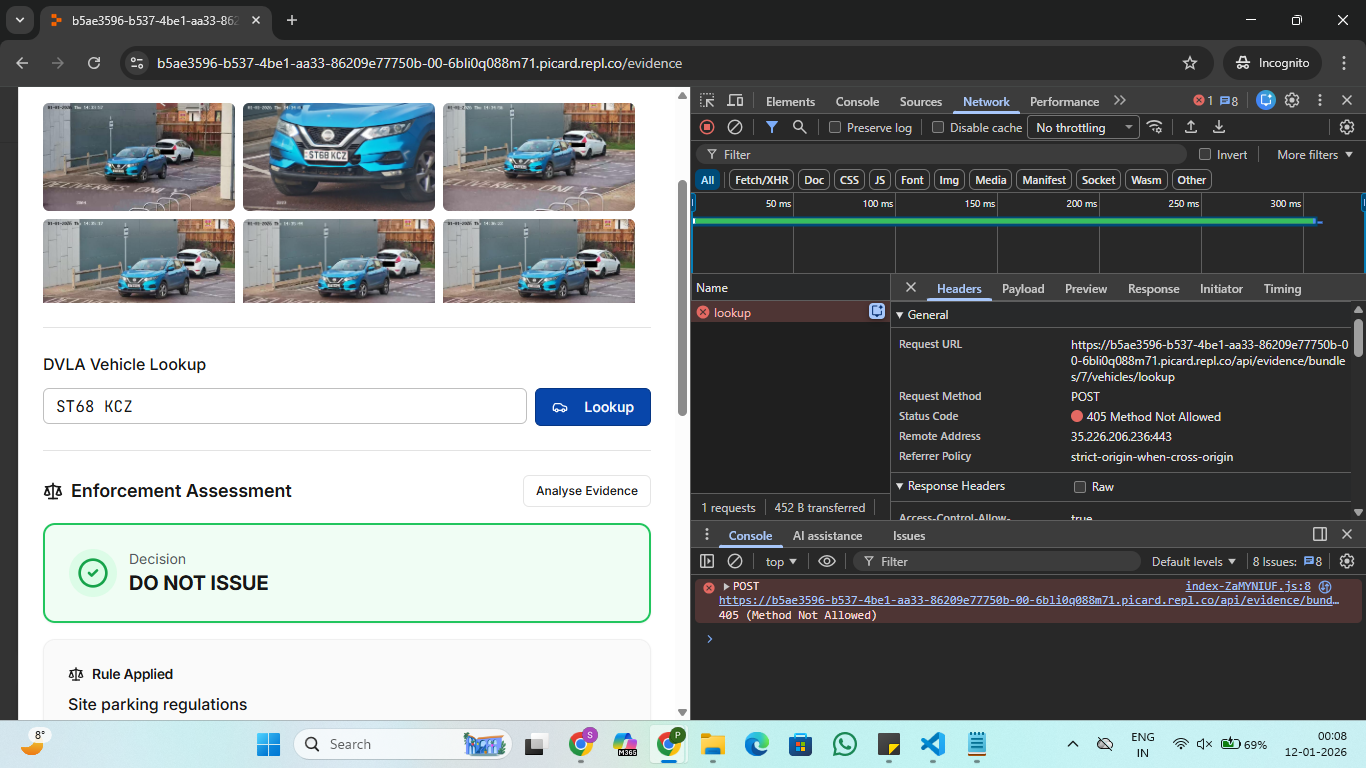 b5ae3596-b537-4be1-aa33-862
b5ae3596-b537-4be1-aa33-86209e77750b-00-6bli0q088m71.picard.repl.co/evidence
Incognito
ST68 KCZ
DELIVERIES ONLY
DVLA Vehicle Lookup
ST68 KCZ
Lookup
Enforcement Assessment
Analyse Evidence
Decision
DO NOT ISSUE
Rule Applied
Site parking regulations
Elements Console Sources Network Performance 1 8
Preserve log Disable cache No throttling
Filter Invert More filters
All Fetch/XHR Doc CSS JS Font Img Media Manifest Socket Wasm Other
50 ms 100 ms 150 ms 200 ms 250 ms 300 ms
Name
lookup
1 requests 452 B transferred
Headers Payload Preview Response Initiator Timing
General
Request URL
https://b5ae3596-b537-4be1-aa33-86209e77750b-0
0-6bli0q088m71.picard.repl.co/api/evidence/bundle
s/7/vehicles/lookup
Request Method POST
Status Code 405 Method Not Allowed
Remote Address 35.226.206.236:443
Referrer Policy strict-origin-when-cross-origin
Response Headers Raw
Access-Control-Allow- true
Console AI assistance Issues
top Filter Default levels 8 Issues: 8
POST index-ZaMYNIUF.js:8
https://b5ae3596-b537-4be1-aa33-86209e77750b-00-6bli0q088m71.picard.repl.co/api/evidence/bund…
405 (Method Not Allowed)
8°
Search
S
M365
P
ENG
IN
69%
00:08
12-01-2026